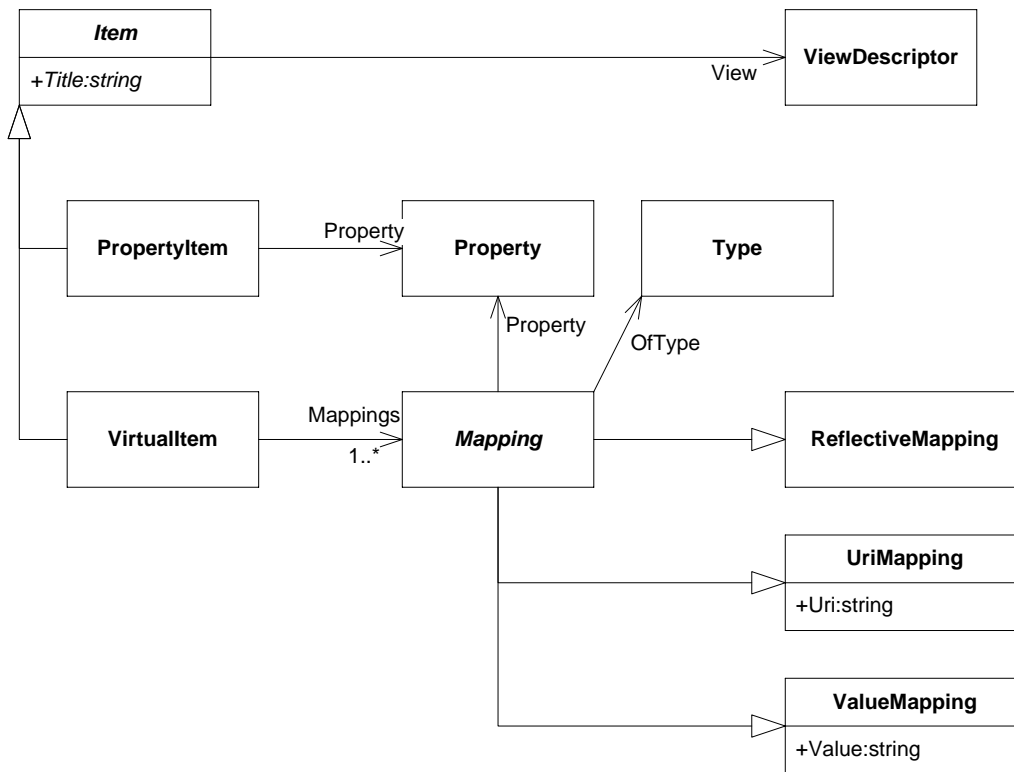 Item
+Title:string
View
ViewDescriptor
PropertyItem
Property
Property
Type
Property
OfType
VirtualItem
Mappings
1..*
Mapping
ReflectiveMapping
UriMapping
+Uri:string
ValueMapping
+Value:string